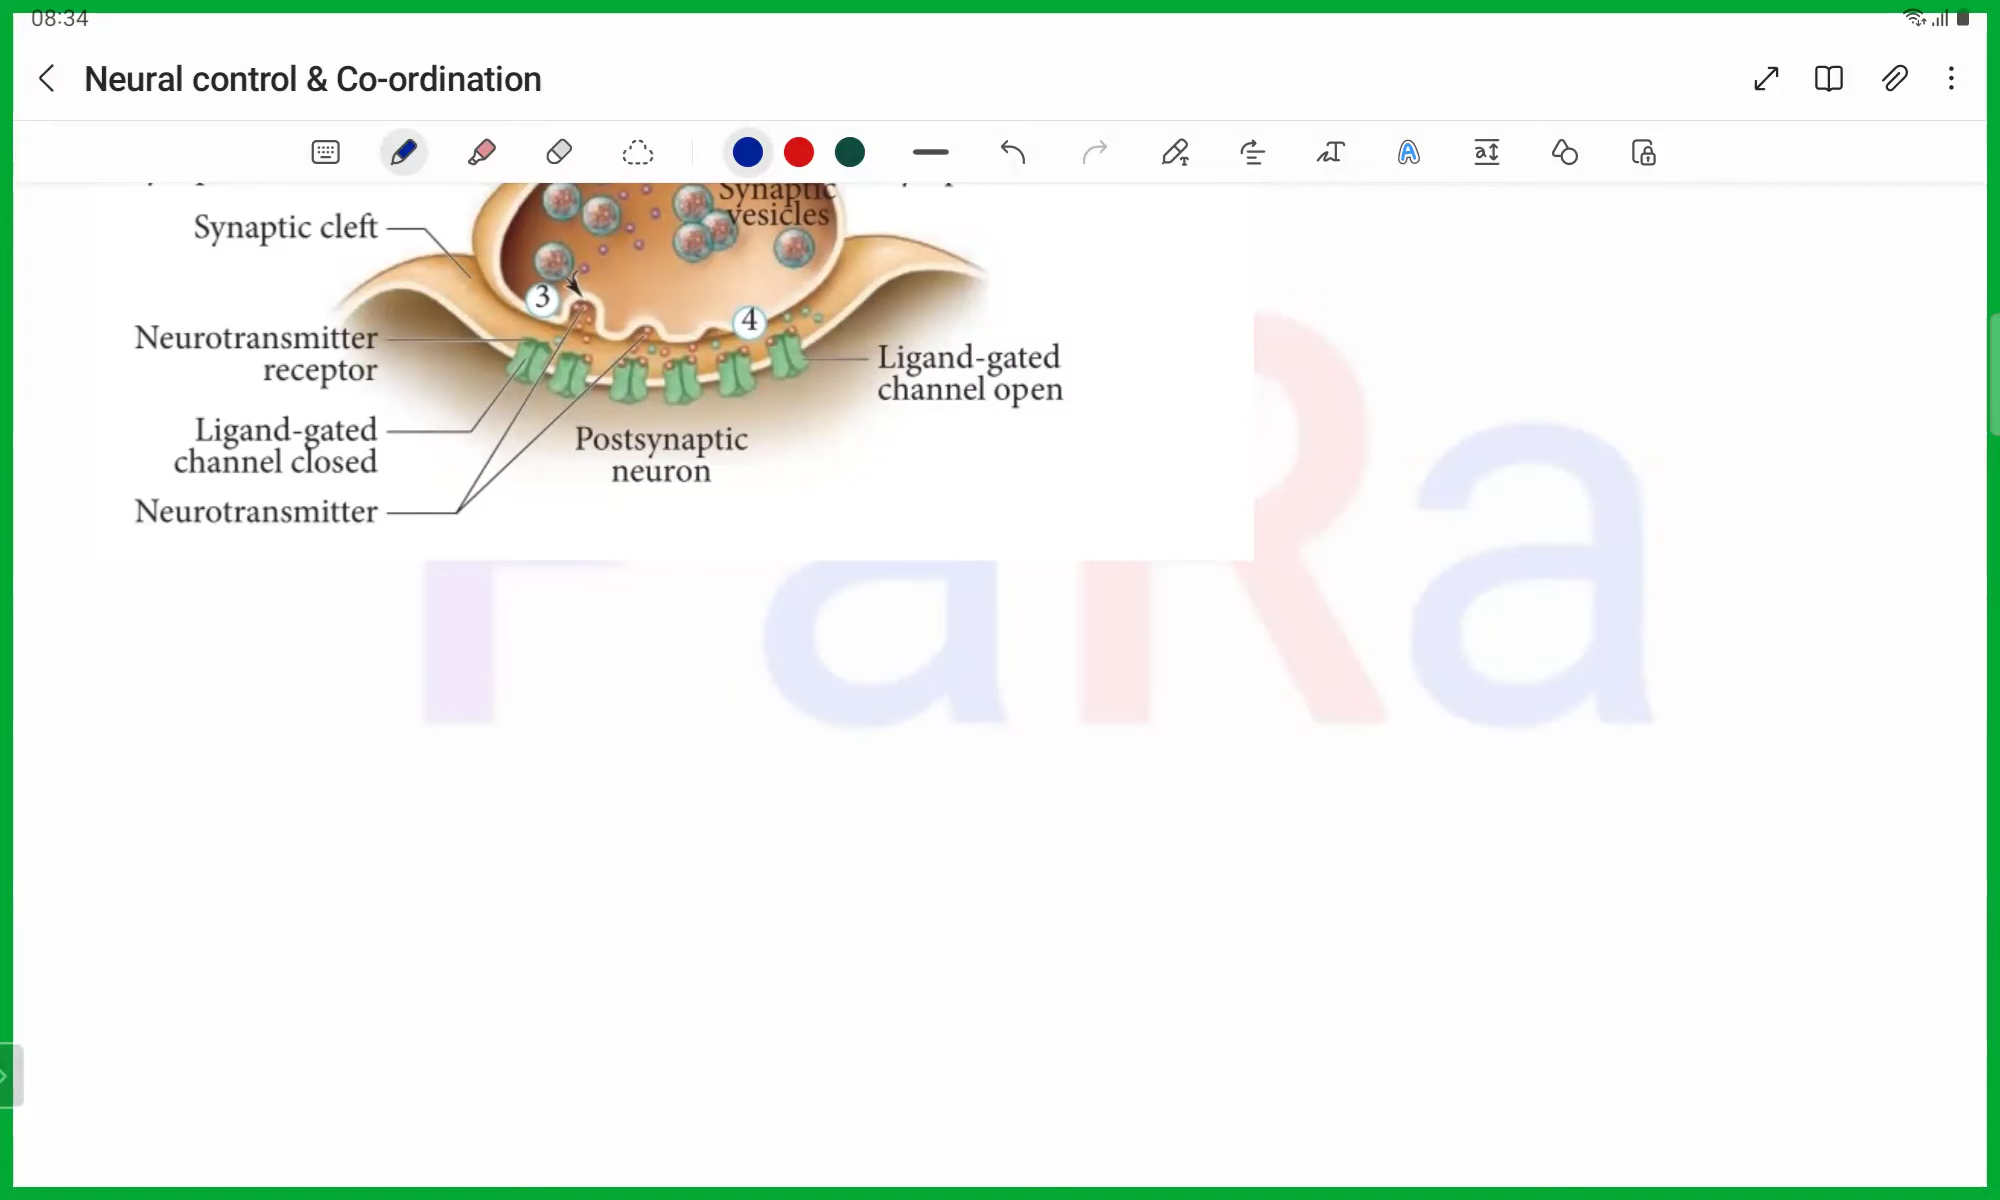 08:34
Neural control & Co-ordination
Synaptic
vesicles
Synaptic cleft
3
4
Neurotransmitter
receptor
Ligand-gated
channel open
Ligand-gated
channel closed
Postsynaptic
neuron
Neurotransmitter
aRa